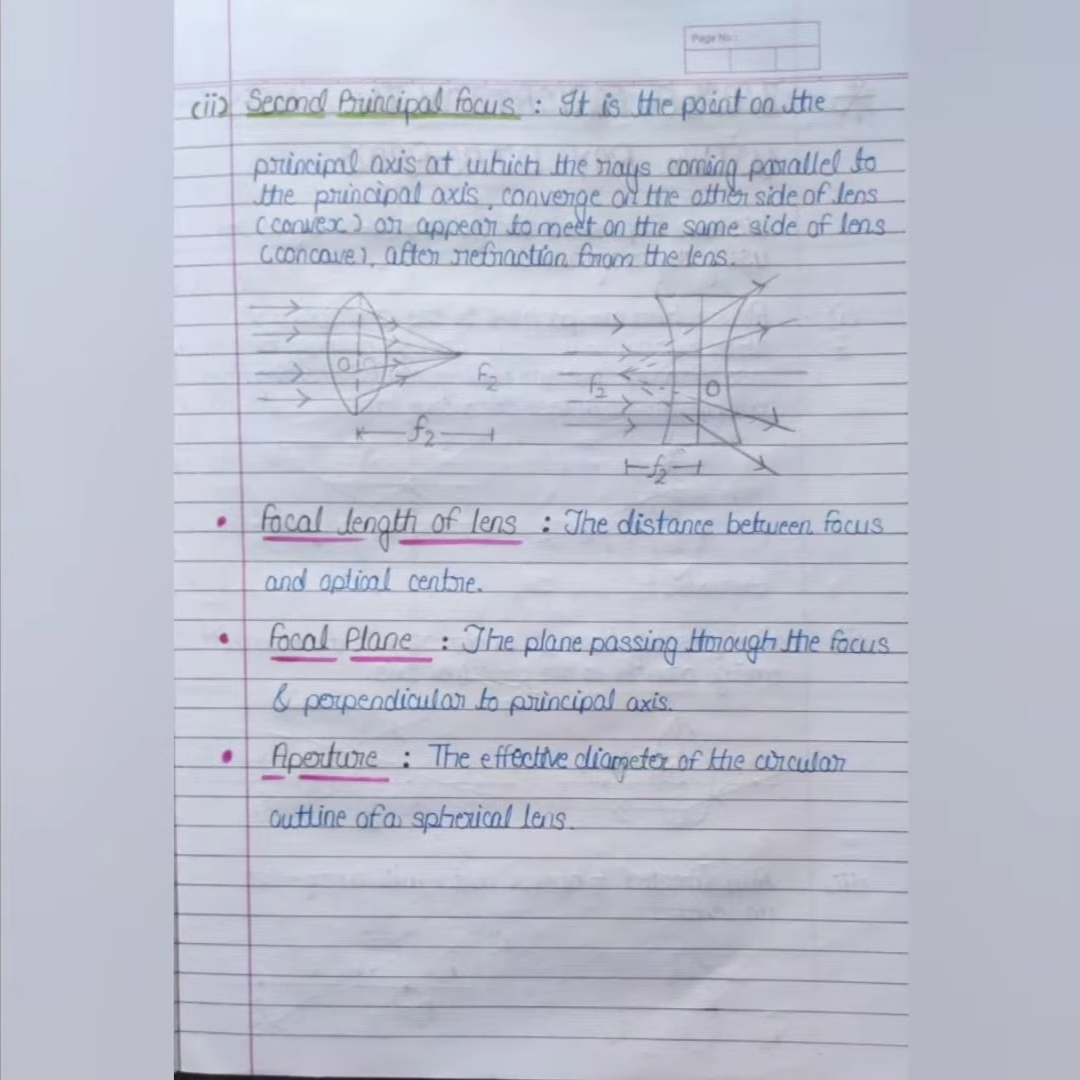 Page No :
(ii) Second Principal focus : It is the point on the
principal axis at which the rays coming parallel to
the principal axis, converge on the other side of lens
(convex) or appear to meet on the same side of lens
(concave), after refraction from the lens.
O F2 f2 O
f2 f2
• focal length of lens : The distance between focus
and optical centre.
• focal Plane : The plane passing through the focus
& perpendicular to principal axis.
• Aperture : The effective diameter of the circular
outline of a spherical lens.